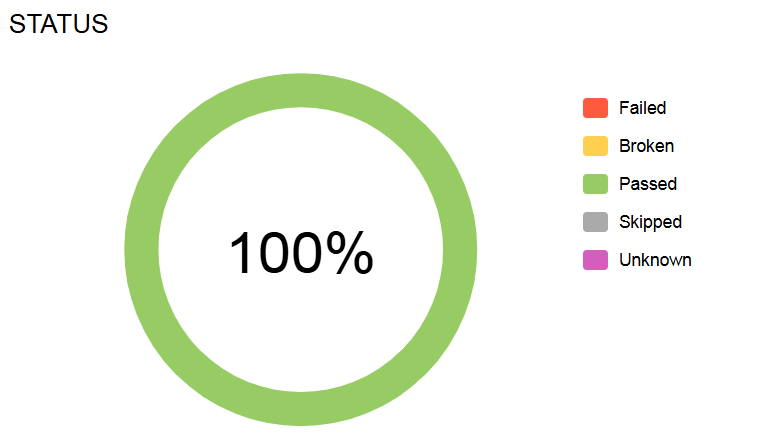 STATUS
100%
Failed
Broken
Passed
Skipped
Unknown